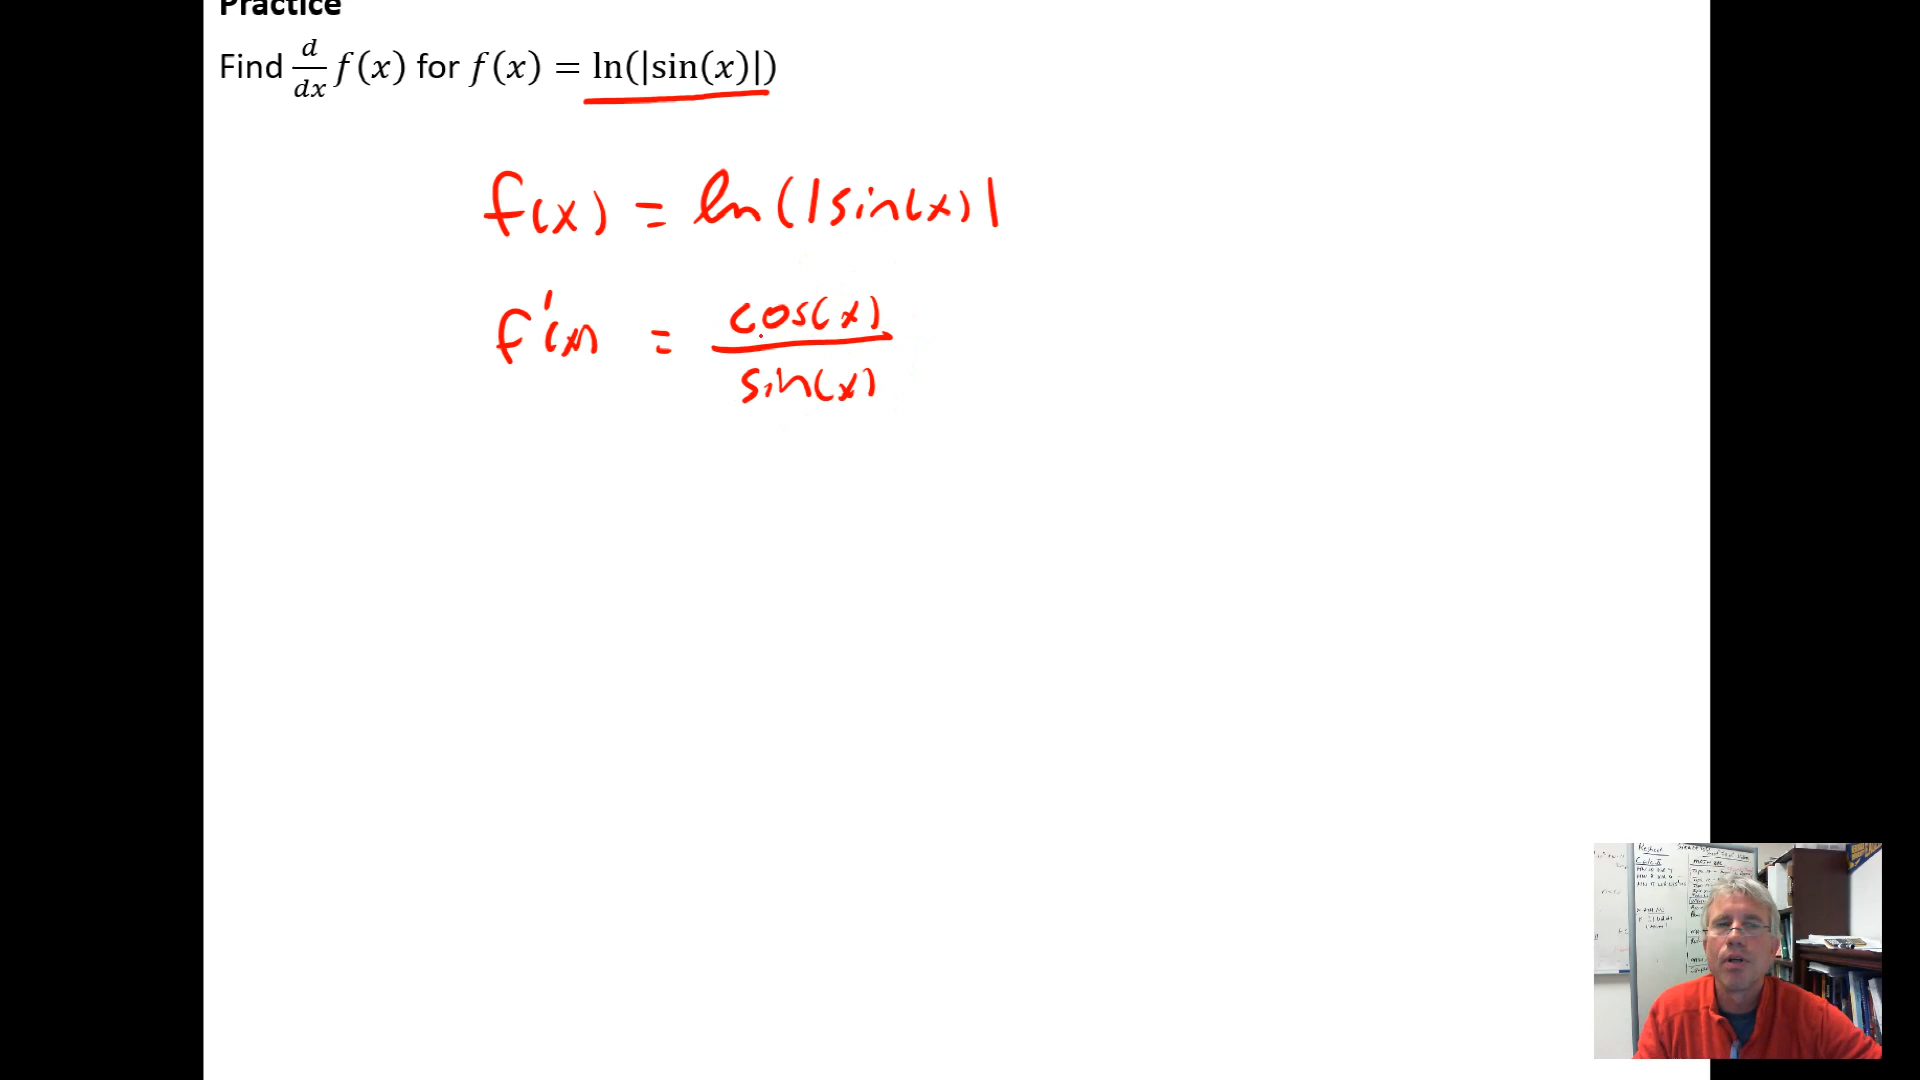 Practice
Find d/dx f(x) for f(x) = ln(|sin(x)|)
f(x) = ln(|sin(x)|
f'(x) = cos(x)/sin(x)